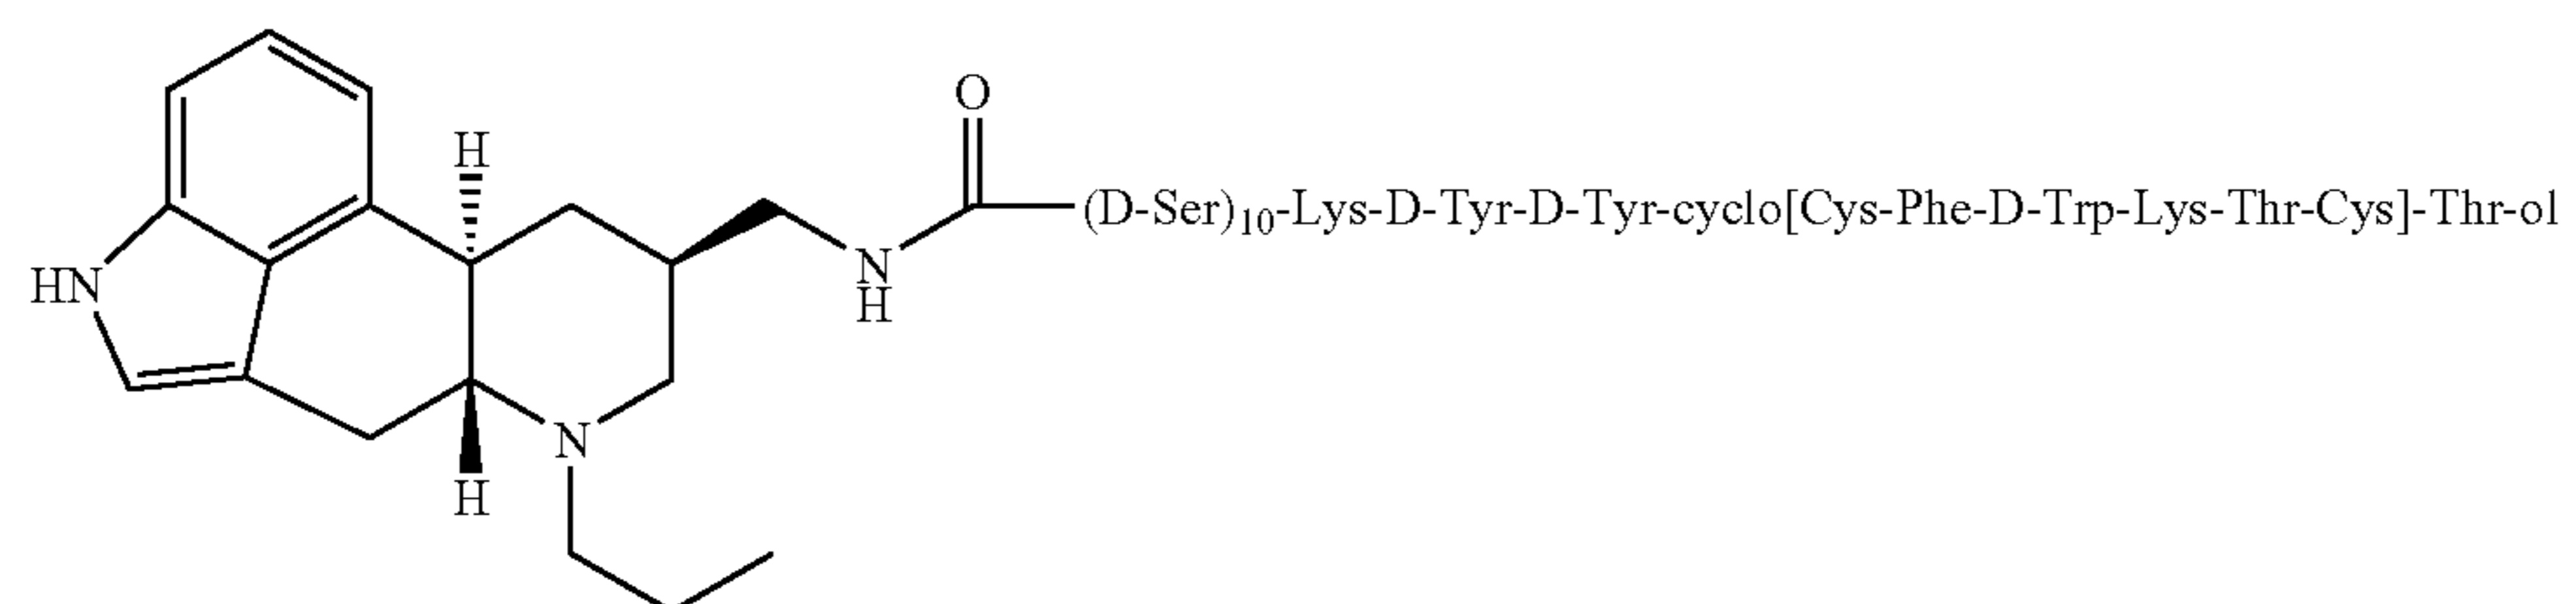 O
H
(D-Ser)10-Lys-D-Tyr-D-Tyr-cyclo[Cys-Phe-D-Trp-Lys-Thr-Cys]-Thr-ol
N
H
HN
N
H